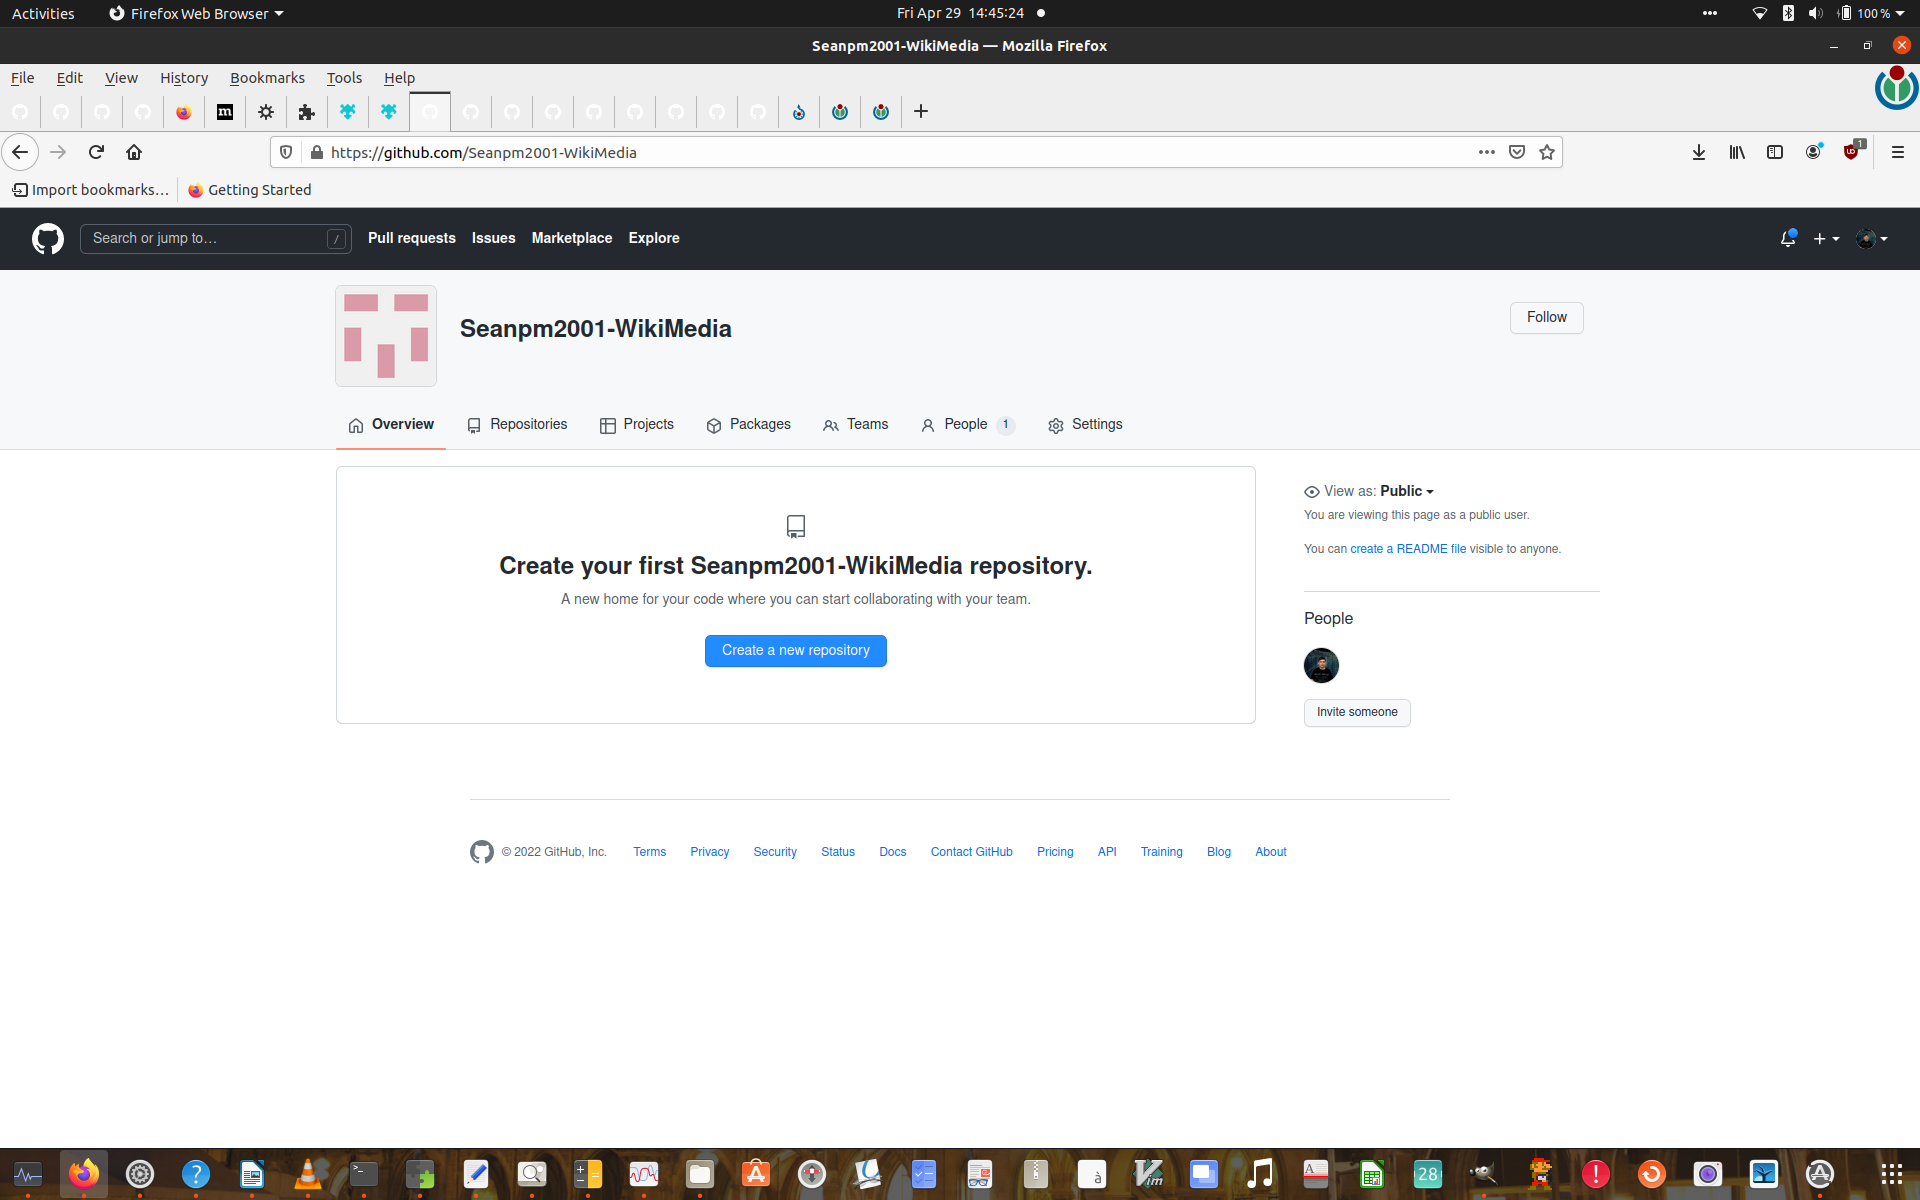 Activities Firefox Web Browser Fri Apr 29 14:45:24 100 %
Seanpm2001-WikiMedia — Mozilla Firefox
File Edit View History Bookmarks Tools Help
m
https://github.com/Seanpm2001-WikiMedia 1
Import bookmarks… Getting Started
Search or jump to… / Pull requests Issues Marketplace Explore
Seanpm2001-WikiMedia
Follow
Overview Repositories Projects Packages Teams People 1 Settings
View as: Public
You are viewing this page as a public user.
You can create a README file visible to anyone.
Create your first Seanpm2001-WikiMedia repository.
A new home for your code where you can start collaborating with your team.
Create a new repository
People
Invite someone
© 2022 GitHub, Inc. Terms Privacy Security Status Docs Contact GitHub Pricing API Training Blog About
? >_ à Vim A 28 !